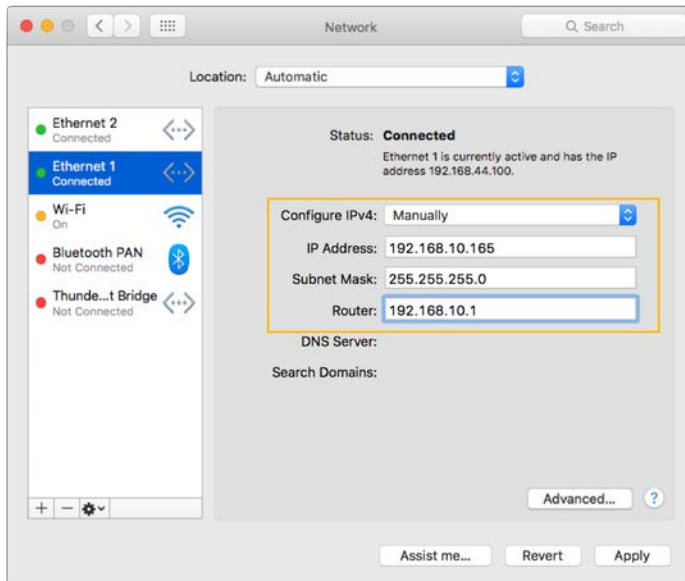 Network
Search
Location: Automatic
Ethernet 2
Connected
Ethernet 1
Connected
Wi-Fi
On
Bluetooth PAN
Not Connected
Thunde...t Bridge
Not Connected
Status: Connected
Ethernet 1 is currently active and has the IP
address 192.168.44.100.
Configure IPv4: Manually
IP Address: 192.168.10.165
Subnet Mask: 255.255.255.0
Router: 192.168.10.1
DNS Server:
Search Domains:
Advanced... ?
Assist me... Revert Apply